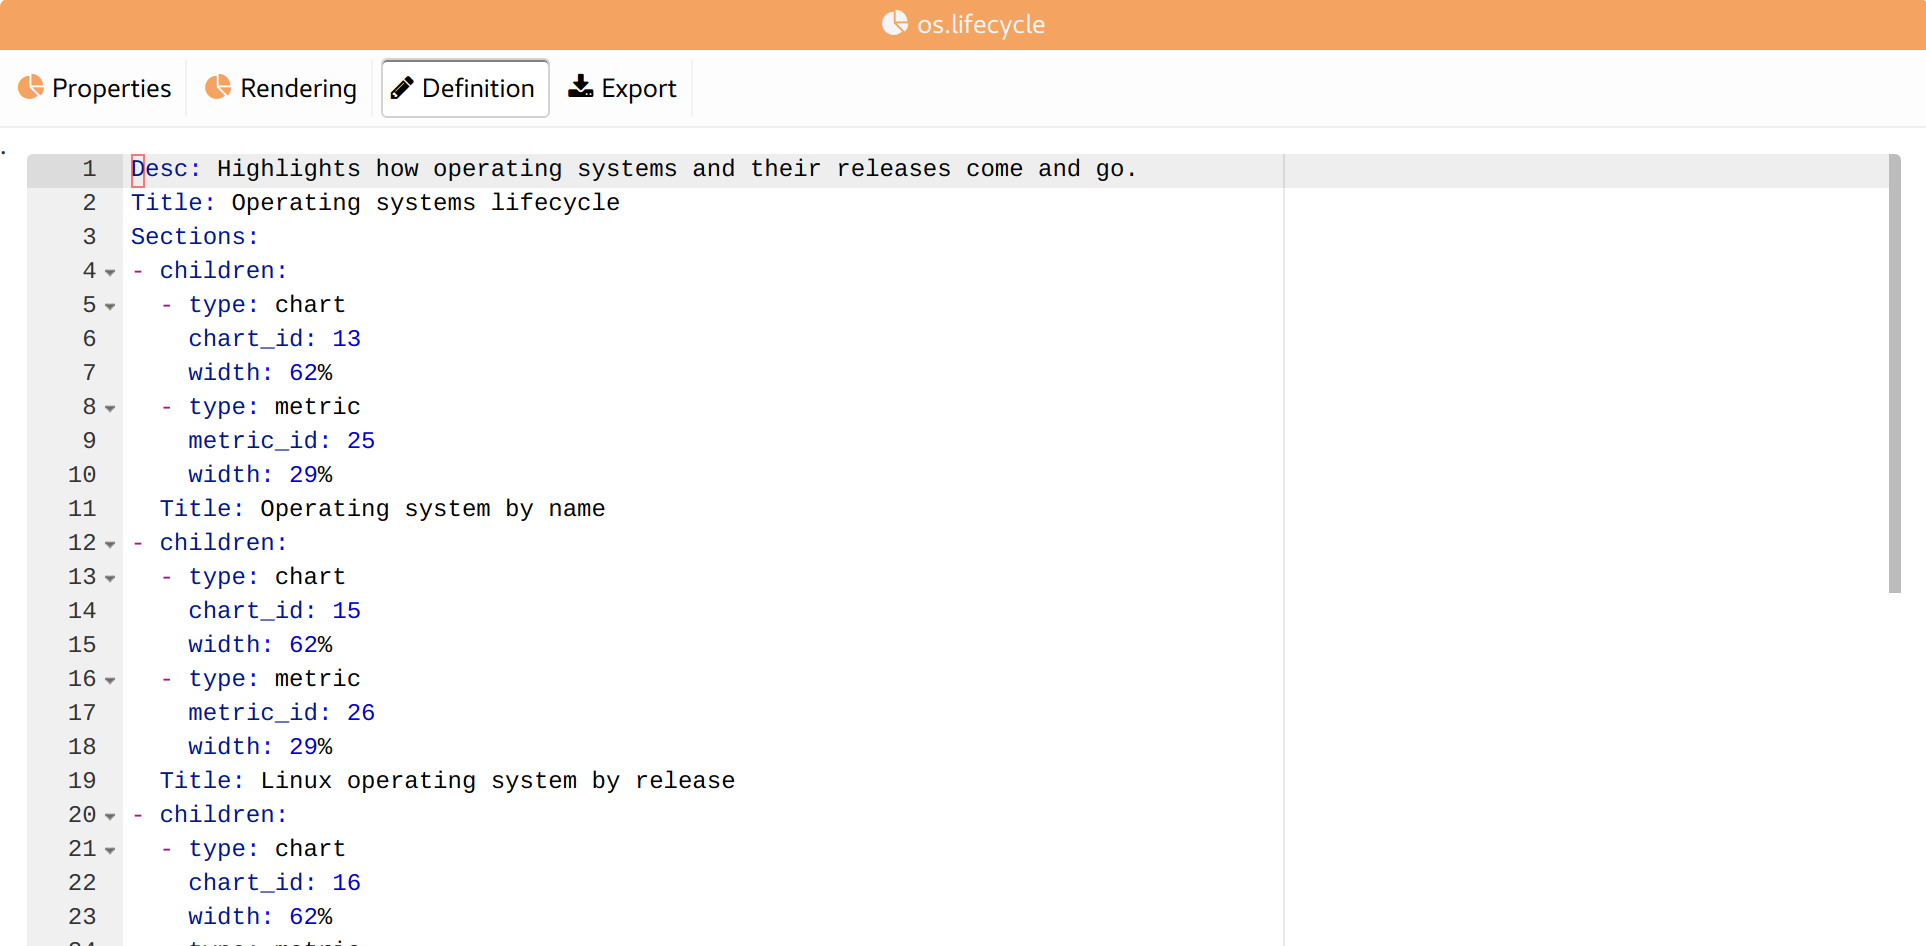 os.lifecycle
Properties Rendering Definition Export
1 Desc: Highlights how operating systems and their releases come and go.
2 Title: Operating systems lifecycle
3 Sections:
4 - children:
5 - type: chart
6 chart_id: 13
7 width: 62%
8 - type: metric
9 metric_id: 25
10 width: 29%
11 Title: Operating system by name
12 - children:
13 - type: chart
14 chart_id: 15
15 width: 62%
16 - type: metric
17 metric_id: 26
18 width: 29%
19 Title: Linux operating system by release
20 - children:
21 - type: chart
22 chart_id: 16
23 width: 62%